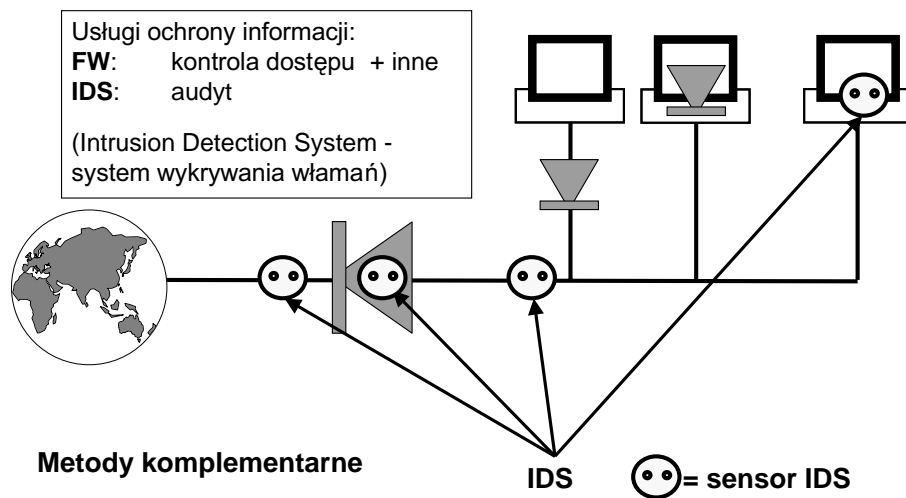 Usługi ochrony informacji:
FW: kontrola dostępu + inne
IDS: audyt
(Intrusion Detection System -
system wykrywania włamań)
Metody komplementarne
IDS
= sensor IDS